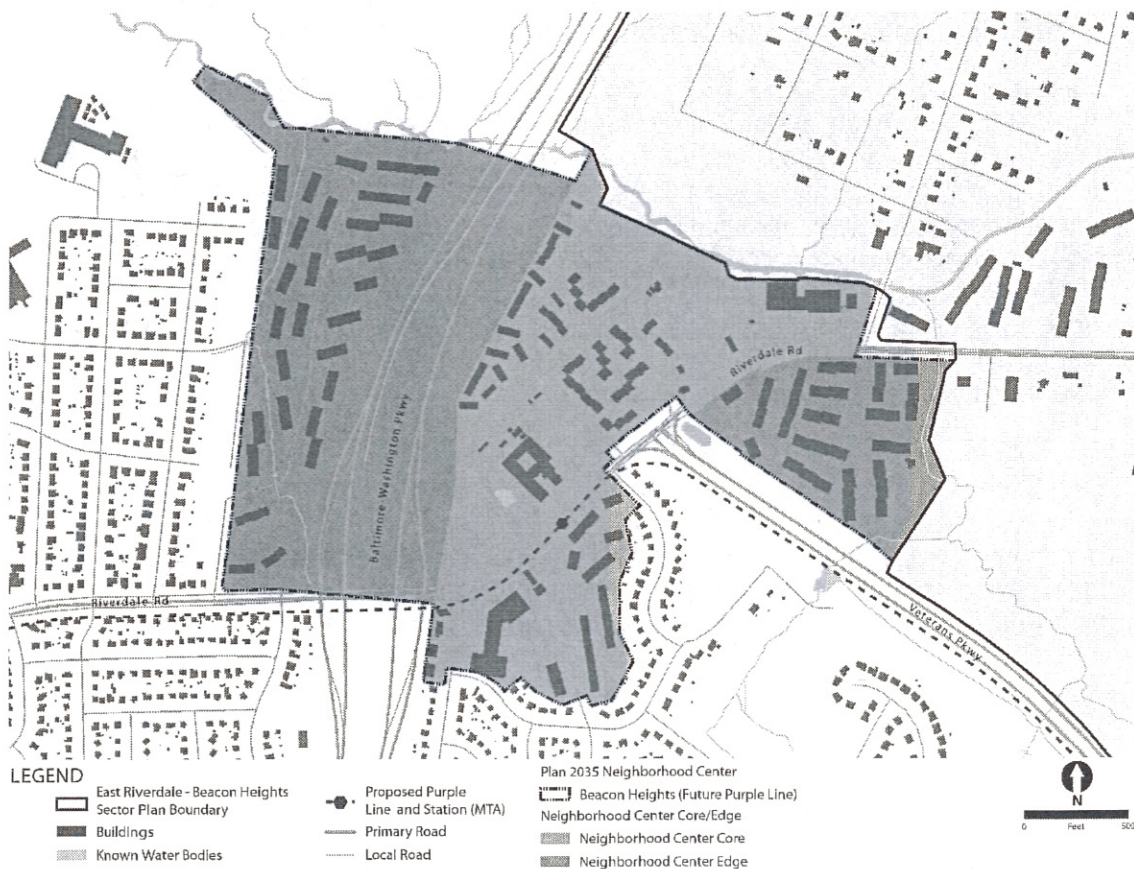 Riverdale Rd
Baltimore Washington Pkwy
Riverdale Rd
Veterans Pkwy
LEGEND
East Riverdale - Beacon Heights
Sector Plan Boundary
Buildings
Known Water Bodies
Proposed Purple
Line and Station (MTA)
Primary Road
Local Road
Plan 2035 Neighborhood Center
Beacon Heights (Future Purple Line)
Neighborhood Center Core/Edge
Neighborhood Center Core
Neighborhood Center Edge
N
0 Feet 500